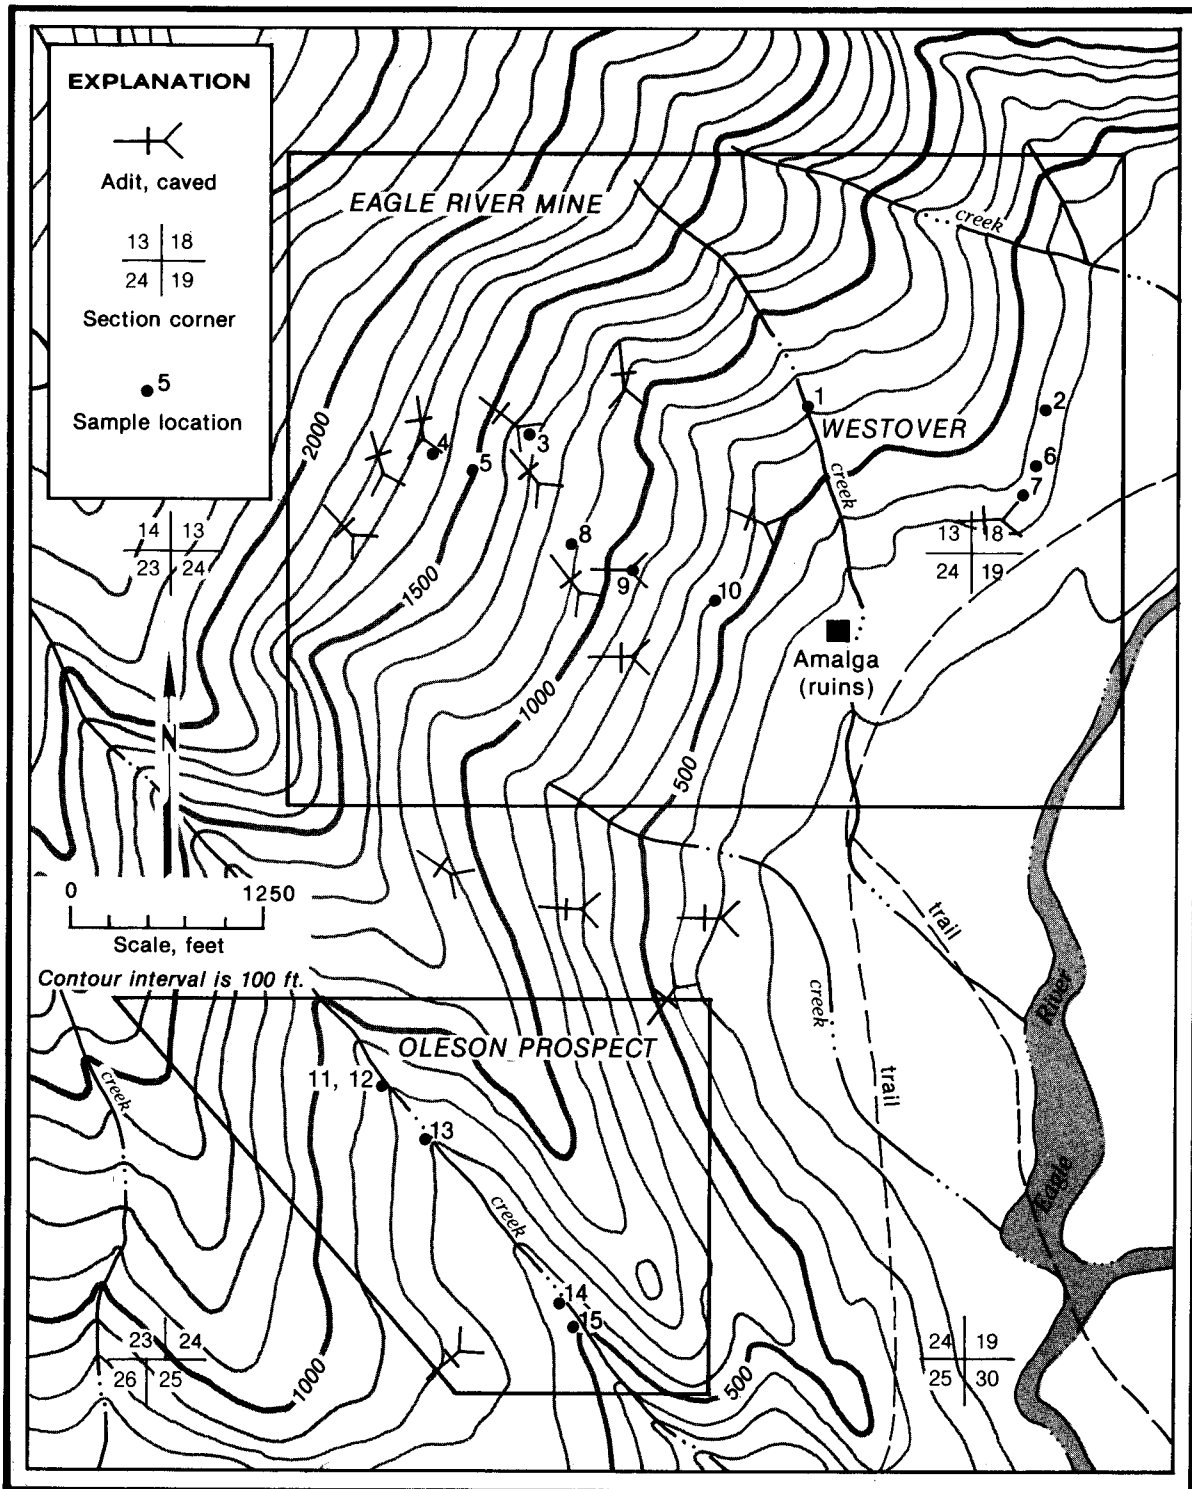 EXPLANATION
Adit, caved
13 18
24 19
Section corner
5
Sample location
EAGLE RIVER MINE
creek
2000
1
2
WESTOVER
3
4
5
6
7
creek
14 13
23 24
13 18
24 19
8
9
10
1500
Amalga
(ruins)
1000
500
N
0 1250
Scale, feet
Contour interval is 100 ft.
trail
creek
River
Eagle
trail
OLESON PROSPECT
11, 12
13
creek
creek
14
15
23 24
26 25
1000
500
24 19
25 30